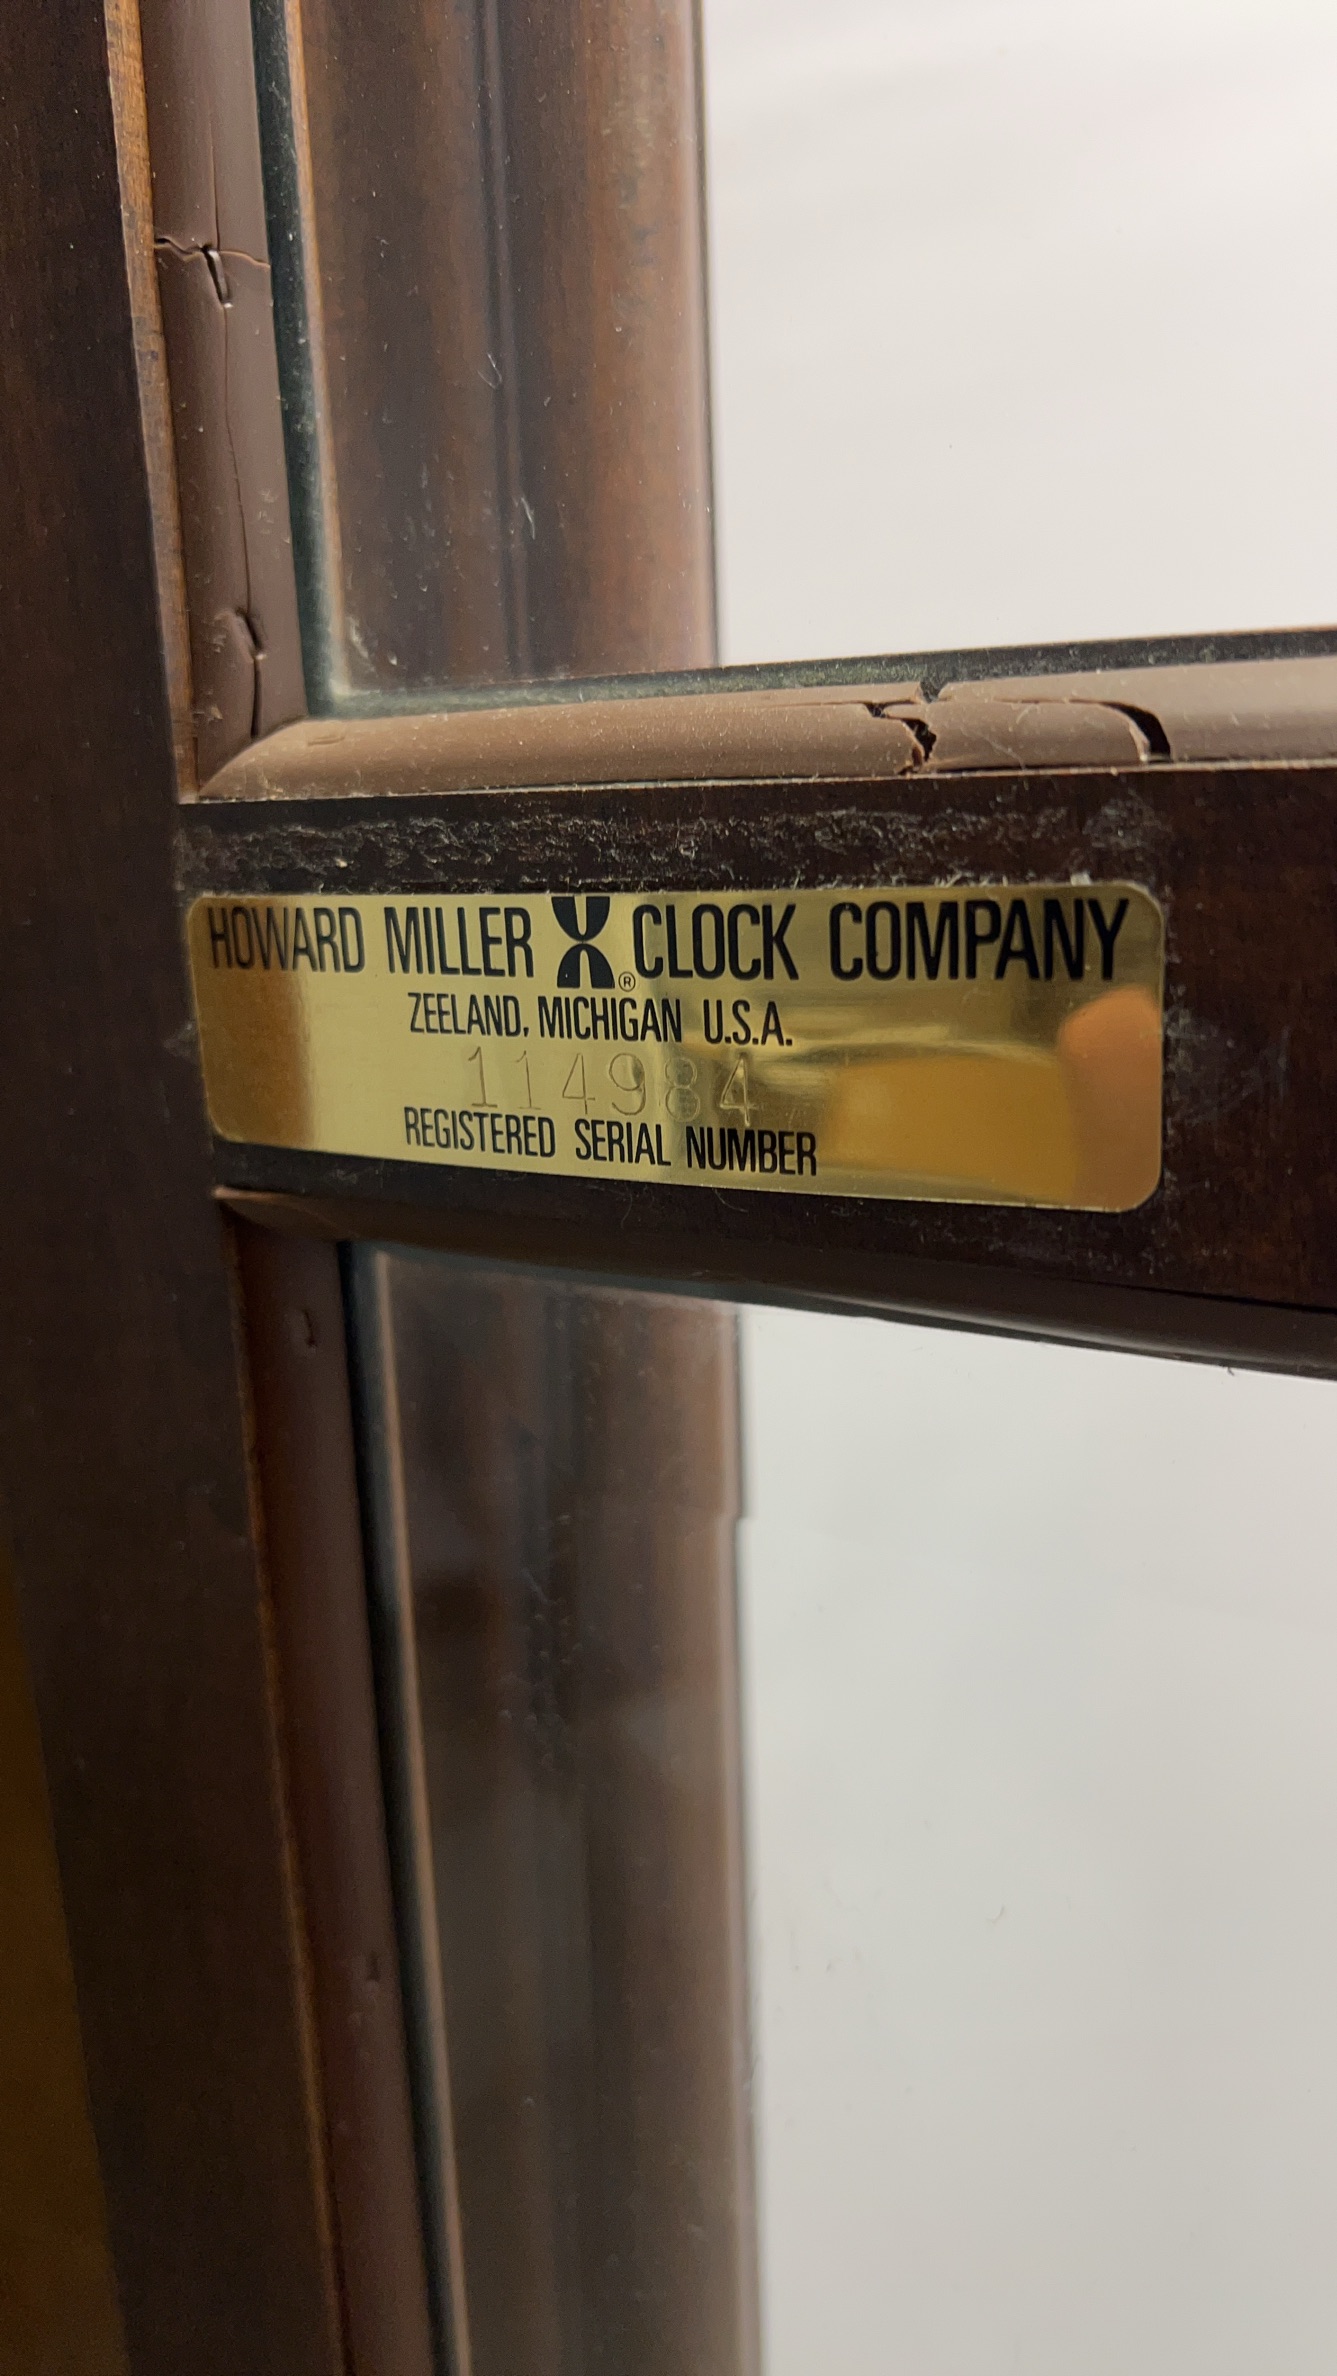 HOWARD MILLER ® CLOCK COMPANY
ZEELAND, MICHIGAN U.S.A.
114984
REGISTERED SERIAL NUMBER